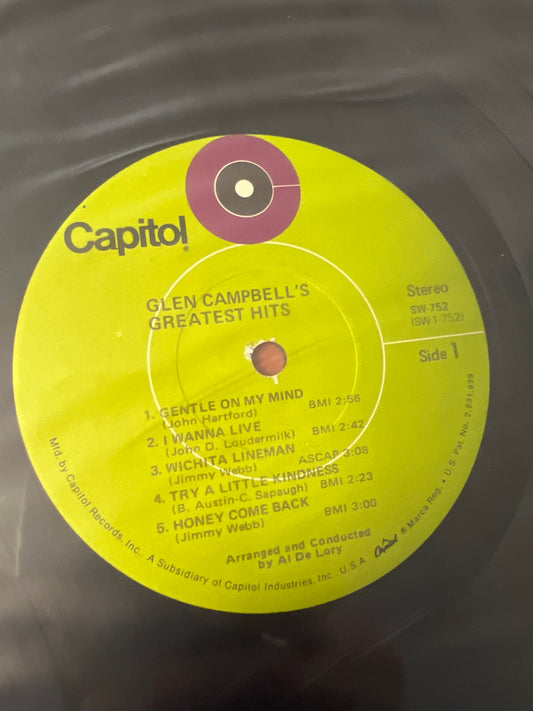 Capitol®
GLEN CAMPBELL'S
GREATEST HITS
Stereo
SW-752
(SW 1-752)
Side 1
1. GENTLE ON MY MIND
(John Hartford) BMI 2:56
2. I WANNA LIVE
(John D. Loudermilk) BMI 2:42
3. WICHITA LINEMAN
(Jimmy Webb) ASCAP 3:08
4. TRY A LITTLE KINDNESS
(B. Austin-C. Sapaugh) BMI 2:23
5. HONEY COME BACK
(Jimmy Webb) BMI 3:00
Arranged and Conducted
by Al De Lory
Mfd. by Capitol Records, Inc., A Subsidiary of Capitol Industries, Inc., U.S.A. Capitol ® Marca Reg. • U.S. Pat. No. 2,631,859